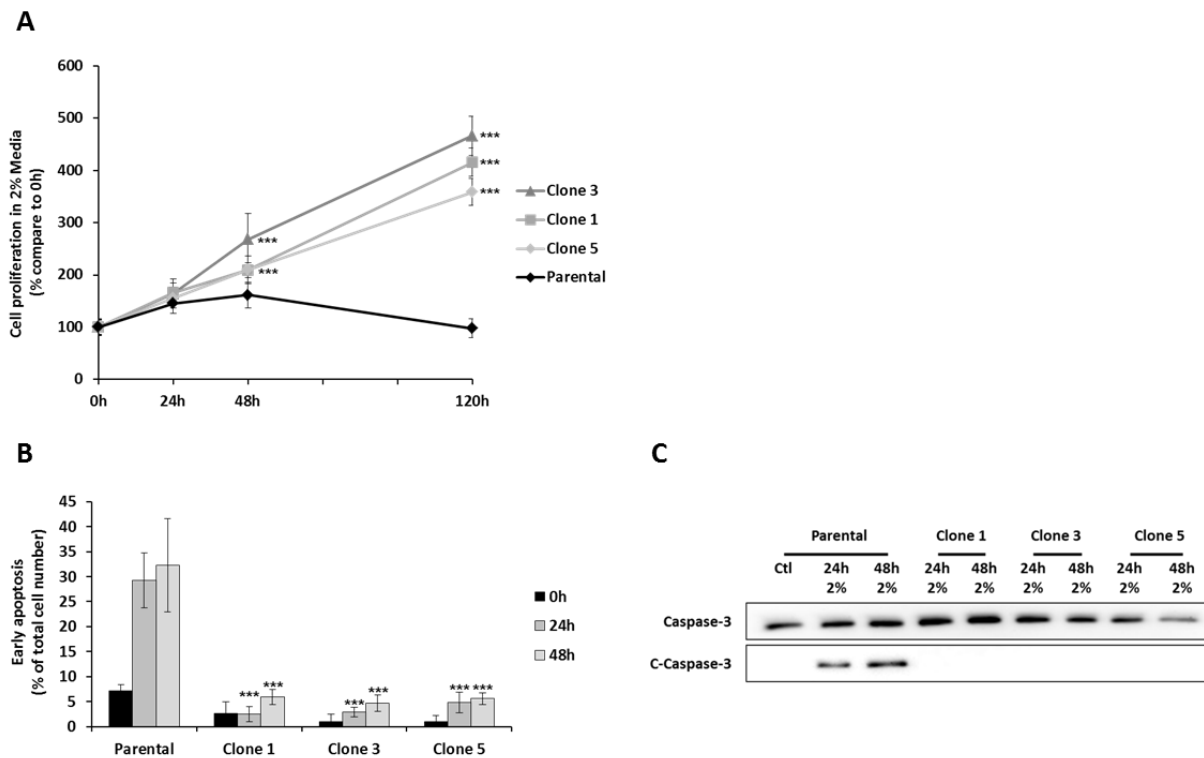 A
Cell proliferation in 2% Media
(% compare to 0h)
600
500
400
300
200
100
0
0h
24h
48h
120h
***
***
***
***
***
Clone 3
Clone 1
Clone 5
Parental
B
Early apoptosis
(% of total cell number)
45
40
35
30
25
20
15
10
5
0
*** ***
*** ***
*** ***
Parental
Clone 1
Clone 3
Clone 5
0h
24h
48h
C
Parental Clone 1 Clone 3 Clone 5
Ctl 24h 48h 24h 48h 24h 48h 24h 48h
2% 2% 2% 2% 2% 2% 2% 2%
Caspase-3
C-Caspase-3